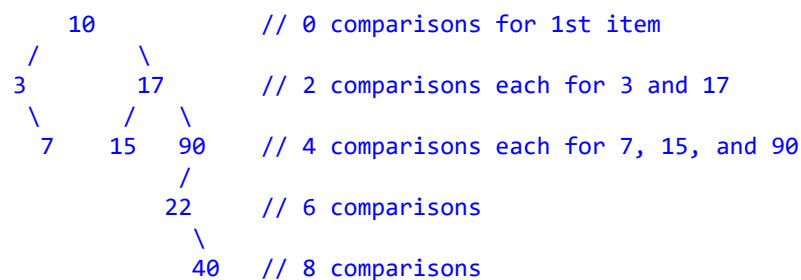 10 // 0 comparisons for 1st item
/ \
3 17 // 2 comparisons each for 3 and 17
\ / \
7 15 90 // 4 comparisons each for 7, 15, and 90
/
22 // 6 comparisons
\
40 // 8 comparisons